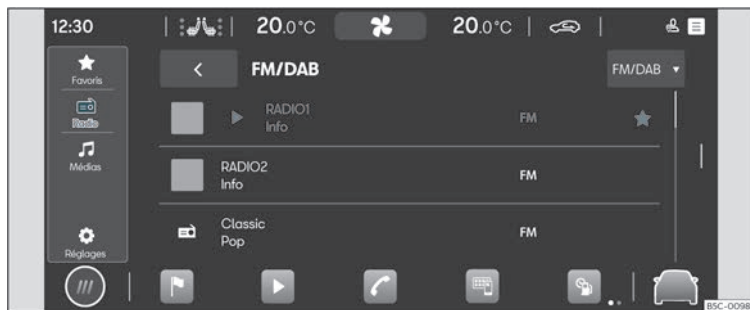 12:30
20.0°C
20.0°C
FM/DAB
FM/DAB
Favoris
Radio
Médias
Réglages
RADIO1
Info
FM
RADIO2
Info
FM
Classic
Pop
FM
BSC-0098